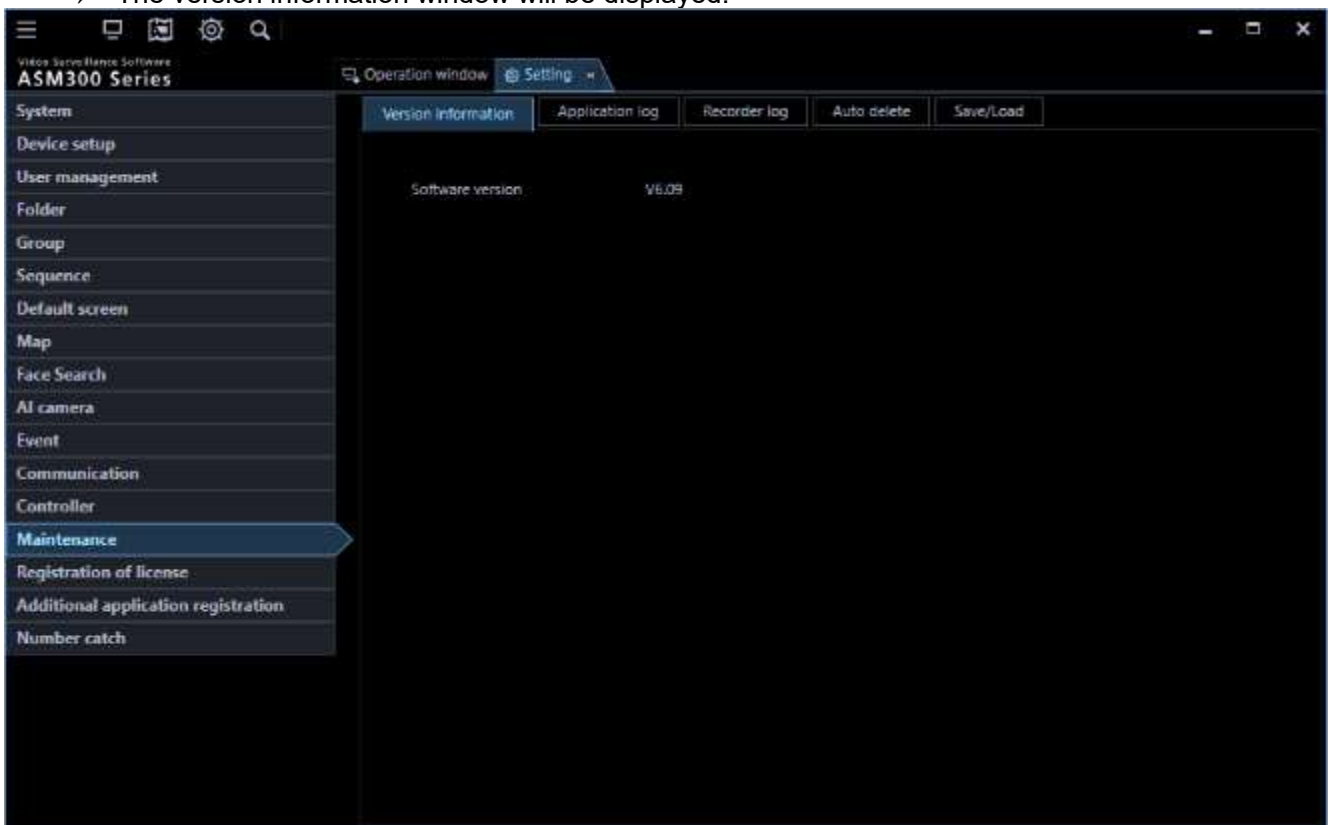 The version information window will be displayed.
Video Surveillance Software
ASM300 Series
Operation window
Setting
System
Device setup
User management
Folder
Group
Sequence
Default screen
Map
Face Search
AI camera
Event
Communication
Controller
Maintenance
Registration of license
Additional application registration
Number catch
Version information
Application log
Recorder log
Auto delete
Save/Load
Software version V6.09